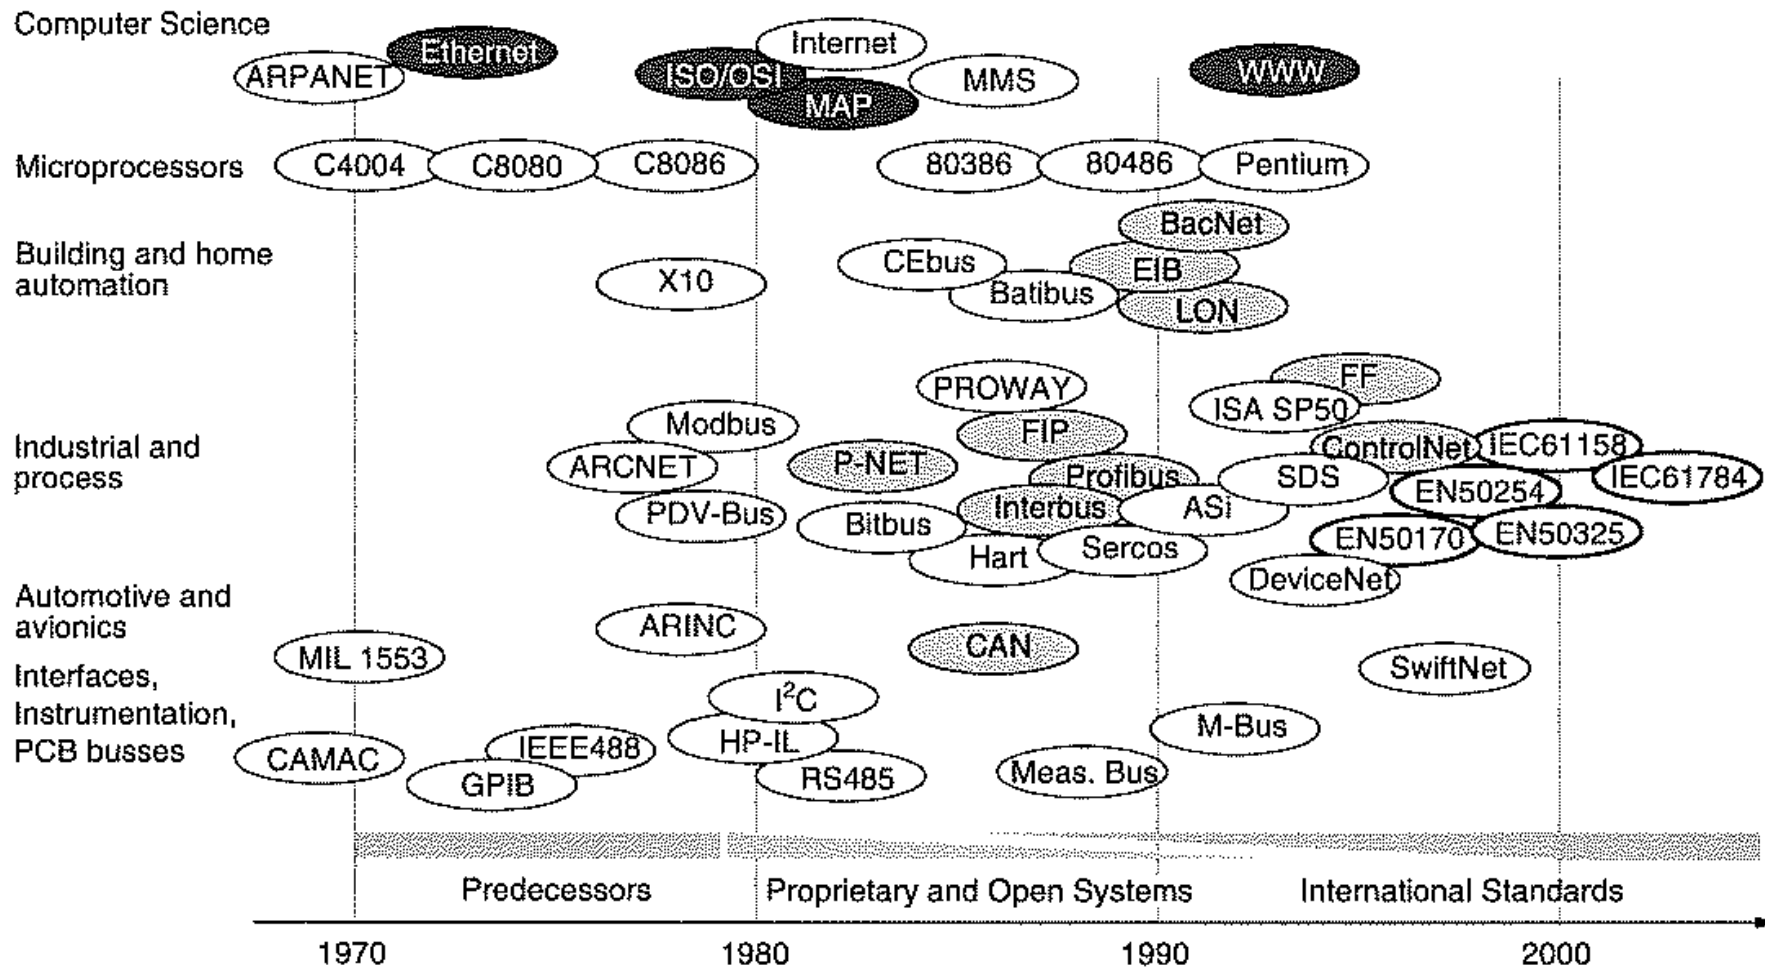 Computer Science
ARPANET
Ethernet
ISO/OSI
Internet
MAP
MMS
WWW
Microprocessors
C4004
C8080
C8086
80386
80486
Pentium
Building and home
automation
X10
CEbus
Batibus
BacNet
EIB
LON
Industrial and
process
Modbus
ARCNET
PDV-Bus
P-NET
Bitbus
PROWAY
FIP
Profibus
Interbus
Hart
Sercos
ASi
FF
ISA SP50
ControlNet
SDS
IEC61158
IEC61784
EN50254
EN50170
EN50325
DeviceNet
Automotive and
avionics
MIL 1553
ARINC
CAN
SwiftNet
Interfaces,
Instrumentation,
PCB busses
CAMAC
GPIB
IEEE488
I²C
HP-IL
RS485
Meas. Bus
M-Bus
Predecessors
Proprietary and Open Systems
International Standards
1970
1980
1990
2000